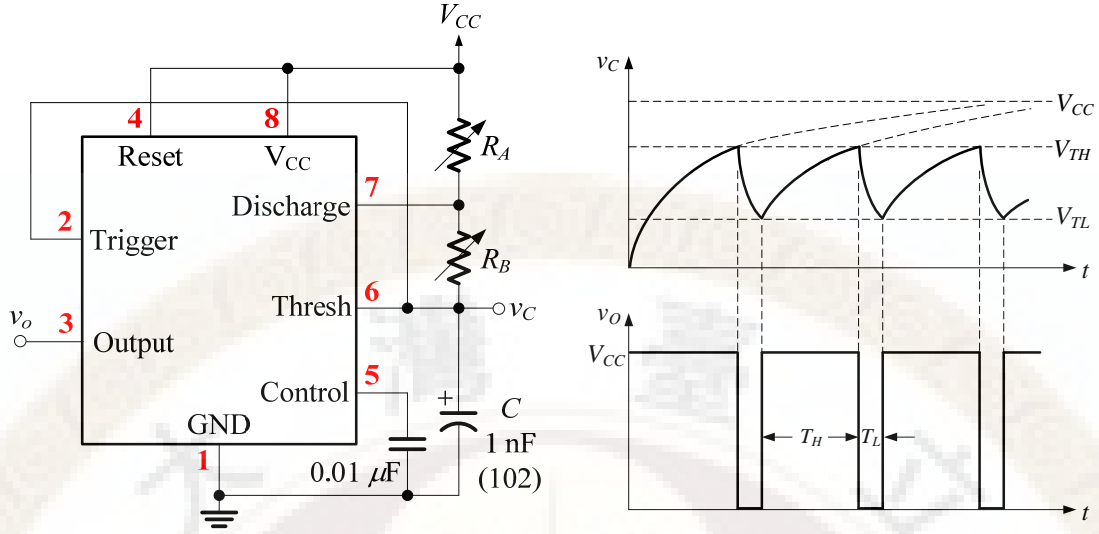 V_CC
4
8
Reset
V_CC
R_A
7
Discharge
2
Trigger
R_B
6
Thresh
v_C
v_o
3
Output
5
Control
+
C
1 nF
(102)
GND
1
0.01 μF
v_C
V_CC
V_TH
V_TL
t
v_O
V_CC
T_H
T_L
t